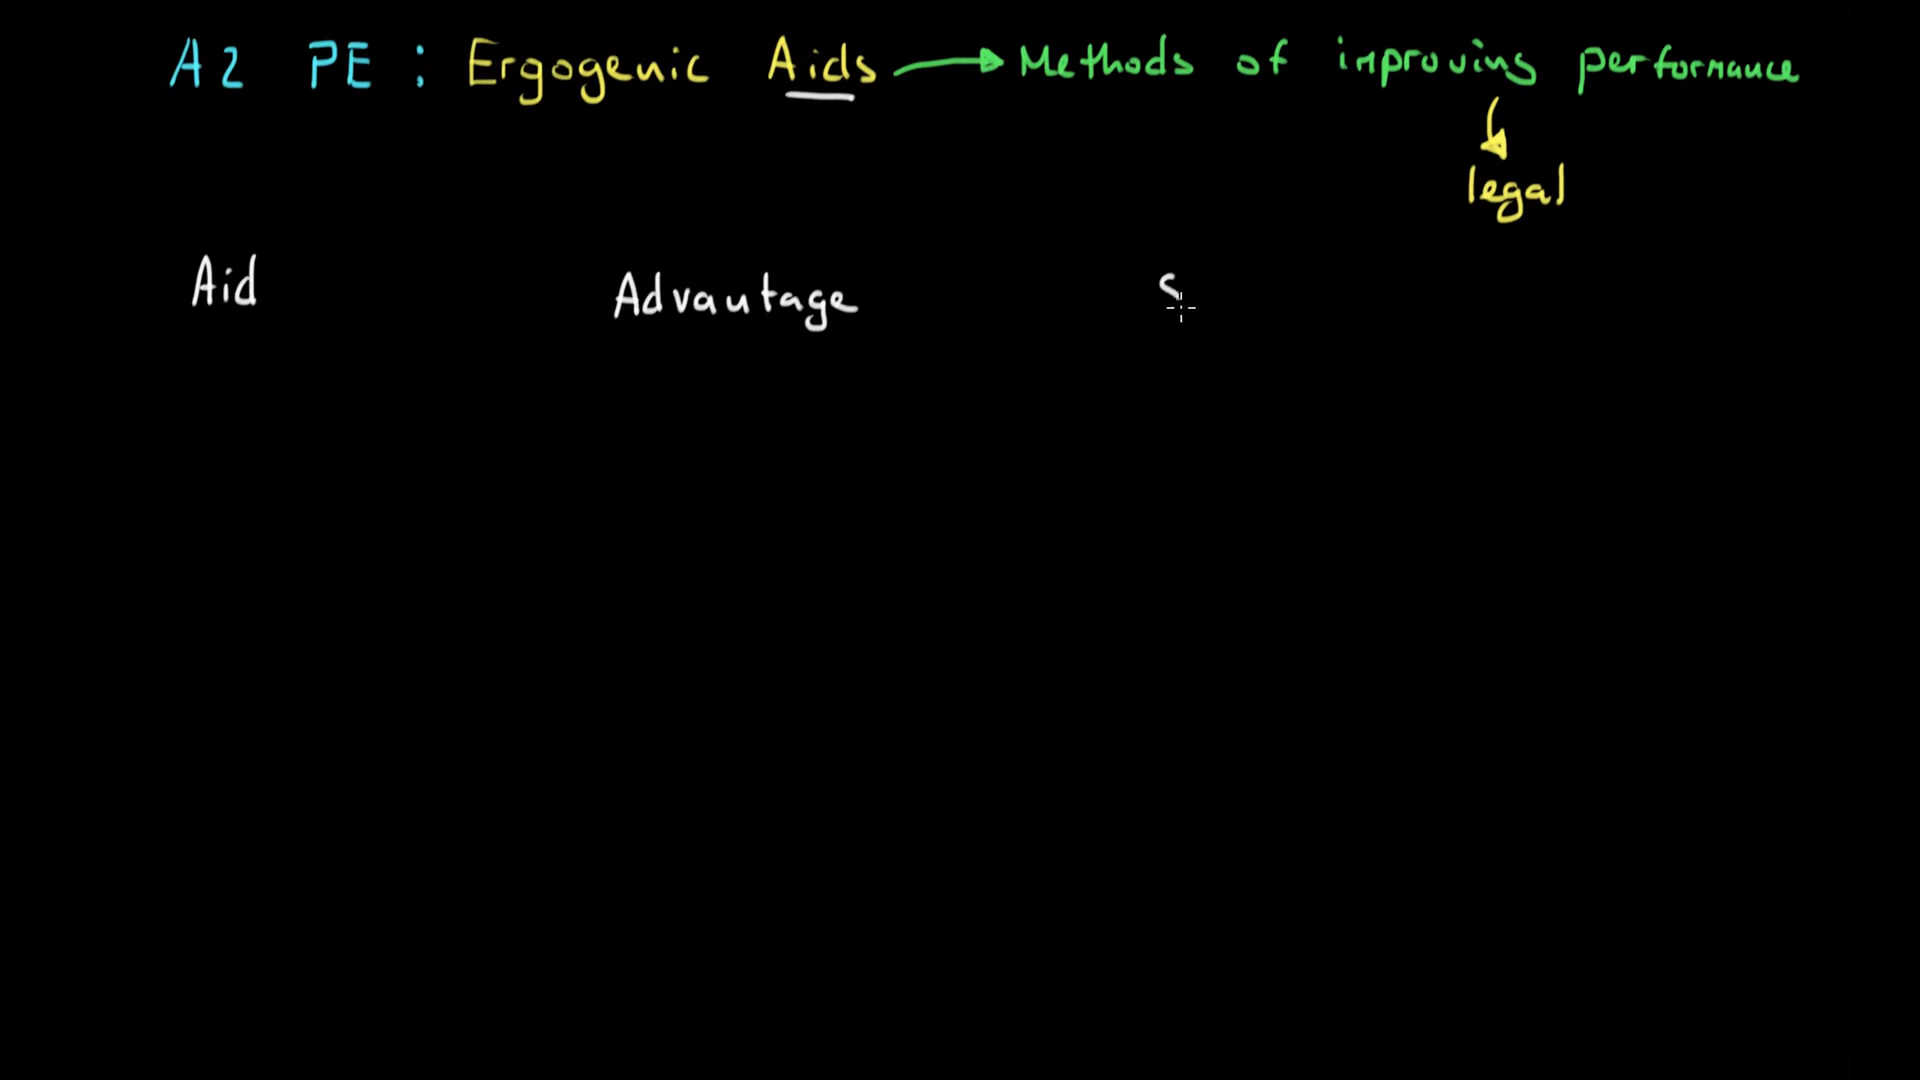 A2 PE : Ergogenic Aids → Methods of improving performance
legal
Aid Advantage S